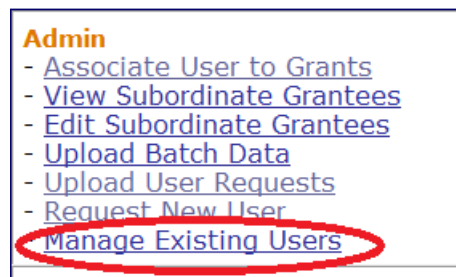 Admin
- Associate User to Grants
- View Subordinate Grantees
- Edit Subordinate Grantees
- Upload Batch Data
- Upload User Requests
- Request New User
- Manage Existing Users